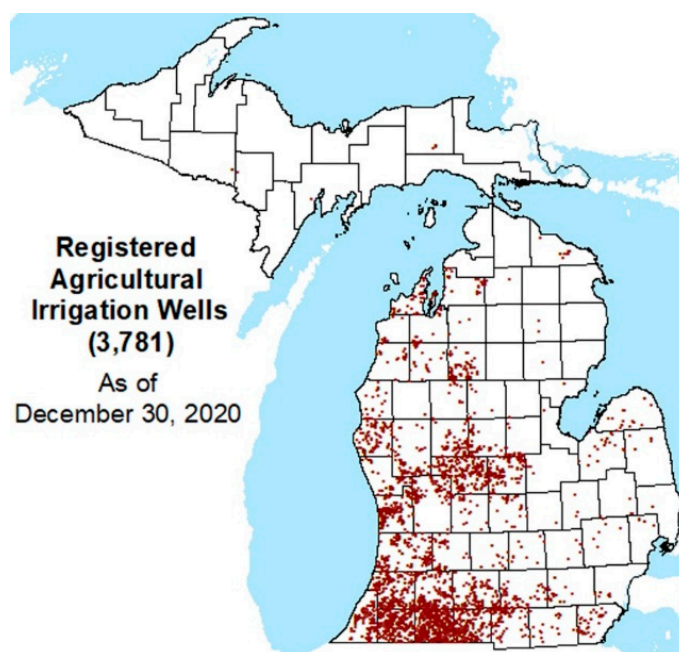 Registered
Agricultural
Irrigation Wells
(3,781)
As of
December 30, 2020